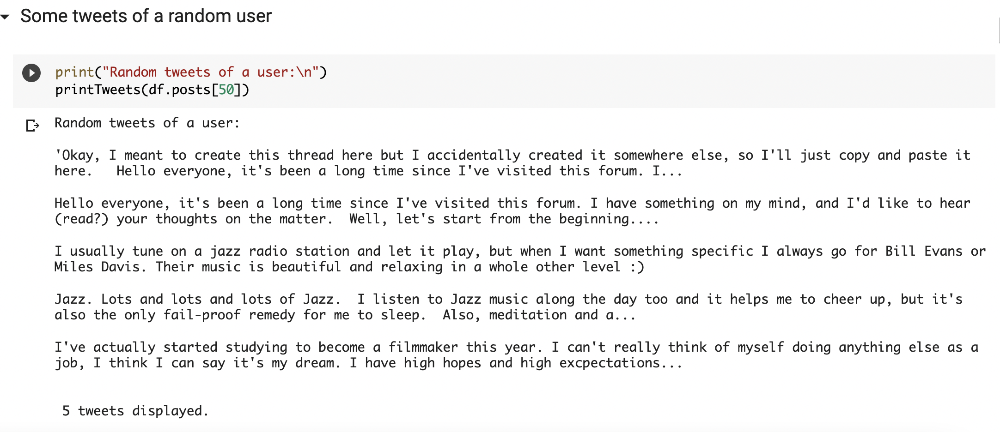 Some tweets of a random user
print("Random tweets of a user:\n")
printTweets(df.posts[50])
Random tweets of a user:
'Okay, I meant to create this thread here but I accidentally created it somewhere else, so I'll just copy and paste it
here.   Hello everyone, it's been a long time since I've visited this forum. I...
Hello everyone, it's been a long time since I've visited this forum. I have something on my mind, and I'd like to hear
(read?) your thoughts on the matter.  Well, let's start from the beginning....
I usually tune on a jazz radio station and let it play, but when I want something specific I always go for Bill Evans or
Miles Davis. Their music is beautiful and relaxing in a whole other level :)
Jazz. Lots and lots and lots of Jazz.  I listen to Jazz music along the day too and it helps me to cheer up, but it's
also the only fail-proof remedy for me to sleep.  Also, meditation and a...
I've actually started studying to become a filmmaker this year. I can't really think of myself doing anything else as a
job, I think I can say it's my dream. I have high hopes and high excpectations...
5 tweets displayed.